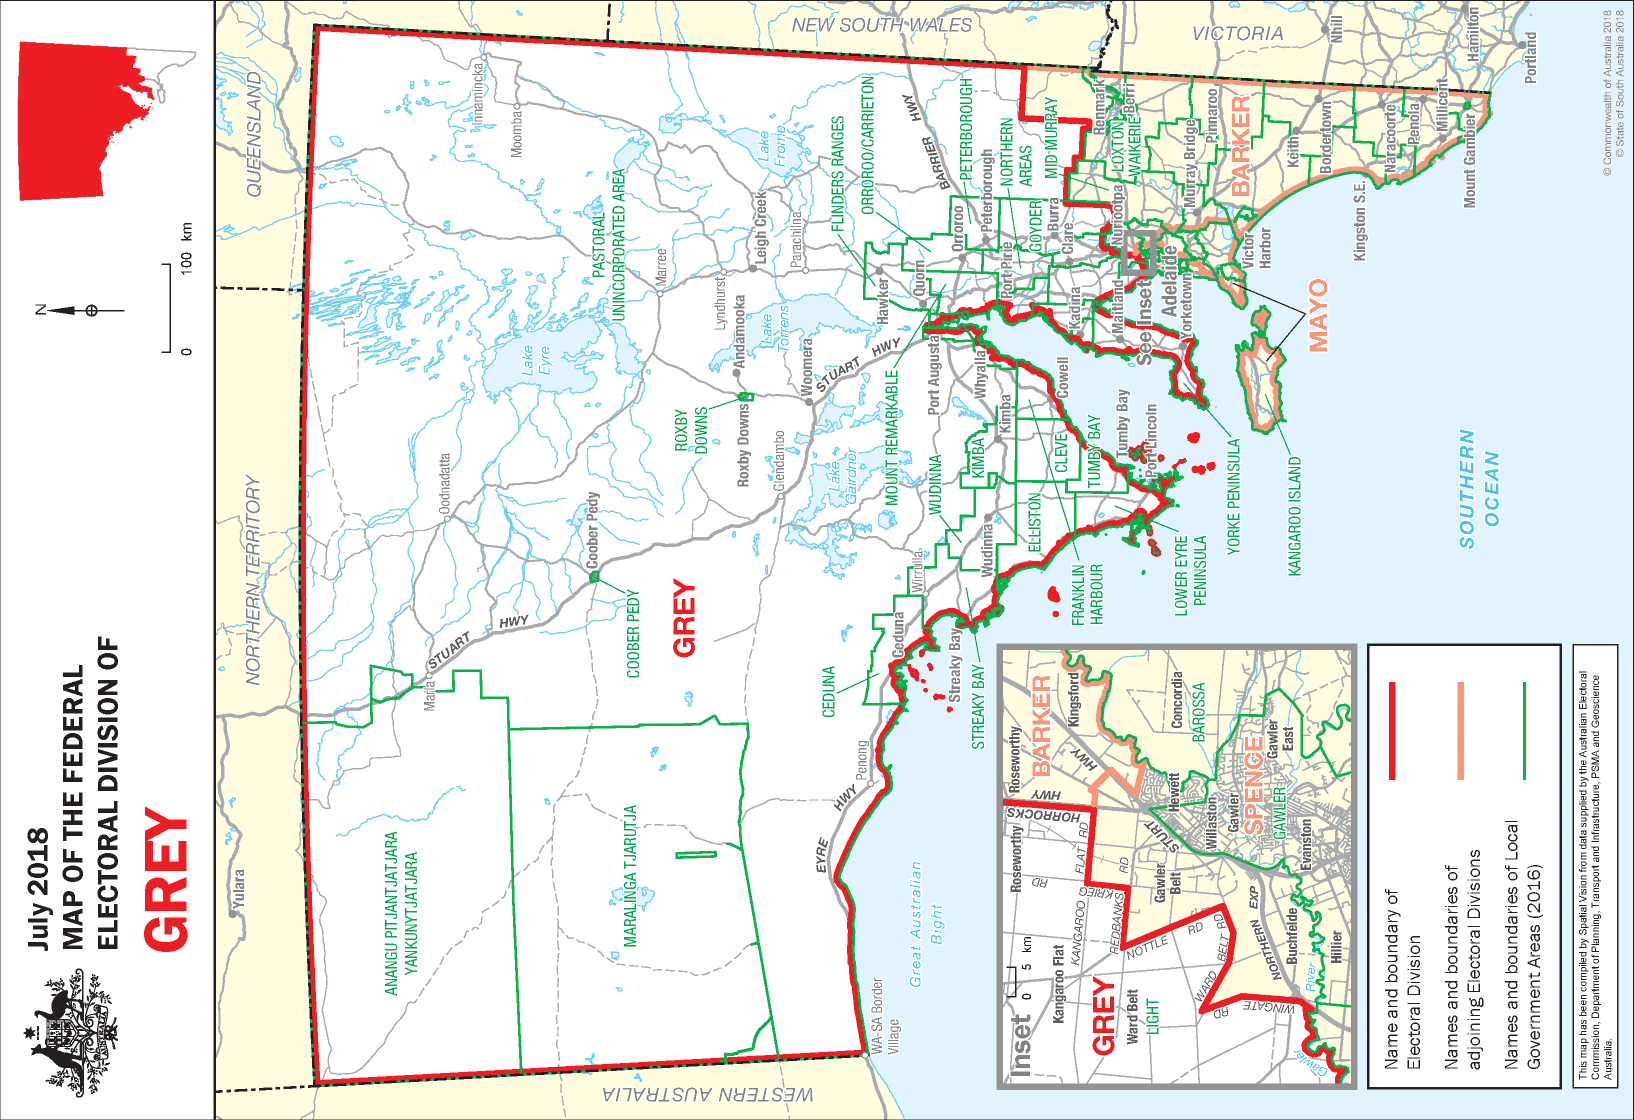 July 2018
MAP OF THE FEDERAL
ELECTORAL DIVISION OF
GREY
N
0 100 km
NORTHERN TERRITORY
QUEENSLAND
NEW SOUTH WALES
VICTORIA
WESTERN AUSTRALIA
Yulara
ANANGU PITJANTJATJARA
YANKUNYTJATJARA
MARALINGA TJARUTJA
Marla
STUART HWY
Oodnadatta
Coober Pedy
COOBER PEDY
GREY
Lake
Eyre
PASTORAL
UNINCORPORATED AREA
Innamincka
Moomba
Marree
Lyndhurst
Leigh Creek
Parachilna
Lake
Frome
Lake
Torrens
Andamooka
ROXBY
DOWNS
Roxby Downs
Woomera
STUART HWY
Glendambo
Lake
Gairdner
FLINDERS RANGES
ORROROO/CARRIETON
BARRIER HWY
PETERBOROUGH
NORTHERN
AREAS
MID MURRAY
GOYDER
Hawker
Quorn
Orroroo
Peterborough
Port Pirie
Burra
Clare
Kadina
Maitland
Nuriootpa
MOUNT REMARKABLE
Port Augusta
Whyalla
Kimba
Cowell
WUDINNA
KIMBA
CLEVE
TUMBY BAY
Tumby Bay
Port Lincoln
ELLISTON
Wudinna
Wirrulla
FRANKLIN
HARBOUR
LOWER EYRE
PENINSULA
YORKE PENINSULA
KANGAROO ISLAND
CEDUNA
Ceduna
Streaky Bay
STREAKY BAY
Penong
EYRE HWY
WA-SA Border
Village
Great Australian
Bight
SOUTHERN
OCEAN
See Inset
Adelaide
Yorketown
Victor
Harbor
MAYO
BARKER
Renmark
Berri
LOXTON
WAIKERIE
Murray Bridge
Pinnaroo
Keith
Bordertown
Kingston S.E.
Naracoorte
Penola
Millicent
Mount Gambier
Nhill
Hamilton
Portland
© Commonwealth of Australia 2018
© State of South Australia 2018
Inset
0 5 km
GREY
BARKER
SPENCE
Roseworthy
Roseworthy
Kingsford
Concordia
BAROSSA
HORROCKS HWY
HWY
STURT
Hewett
Willaston
Gawler
GAWLER
Gawler
East
Evanston
Gawler
Belt
KANGAROO FLAT RD
RD
KRIEG
REDBANKS RD
NOTTLE RD
WARD BELT RD
RD
WINGATE
NORTHERN EXP
Buchfelde
Hillier
River
Gawler
Kangaroo Flat
Ward Belt
LIGHT
Name and boundary of
Electoral Division
Names and boundaries of
adjoining Electoral Divisions
Names and boundaries of Local
Government Areas (2016)
This map has been compiled by Spatial Vision from data supplied by the Australian Electoral
Commission, Department of Planning, Transport and Infrastructure, PSMA and Geoscience
Australia.